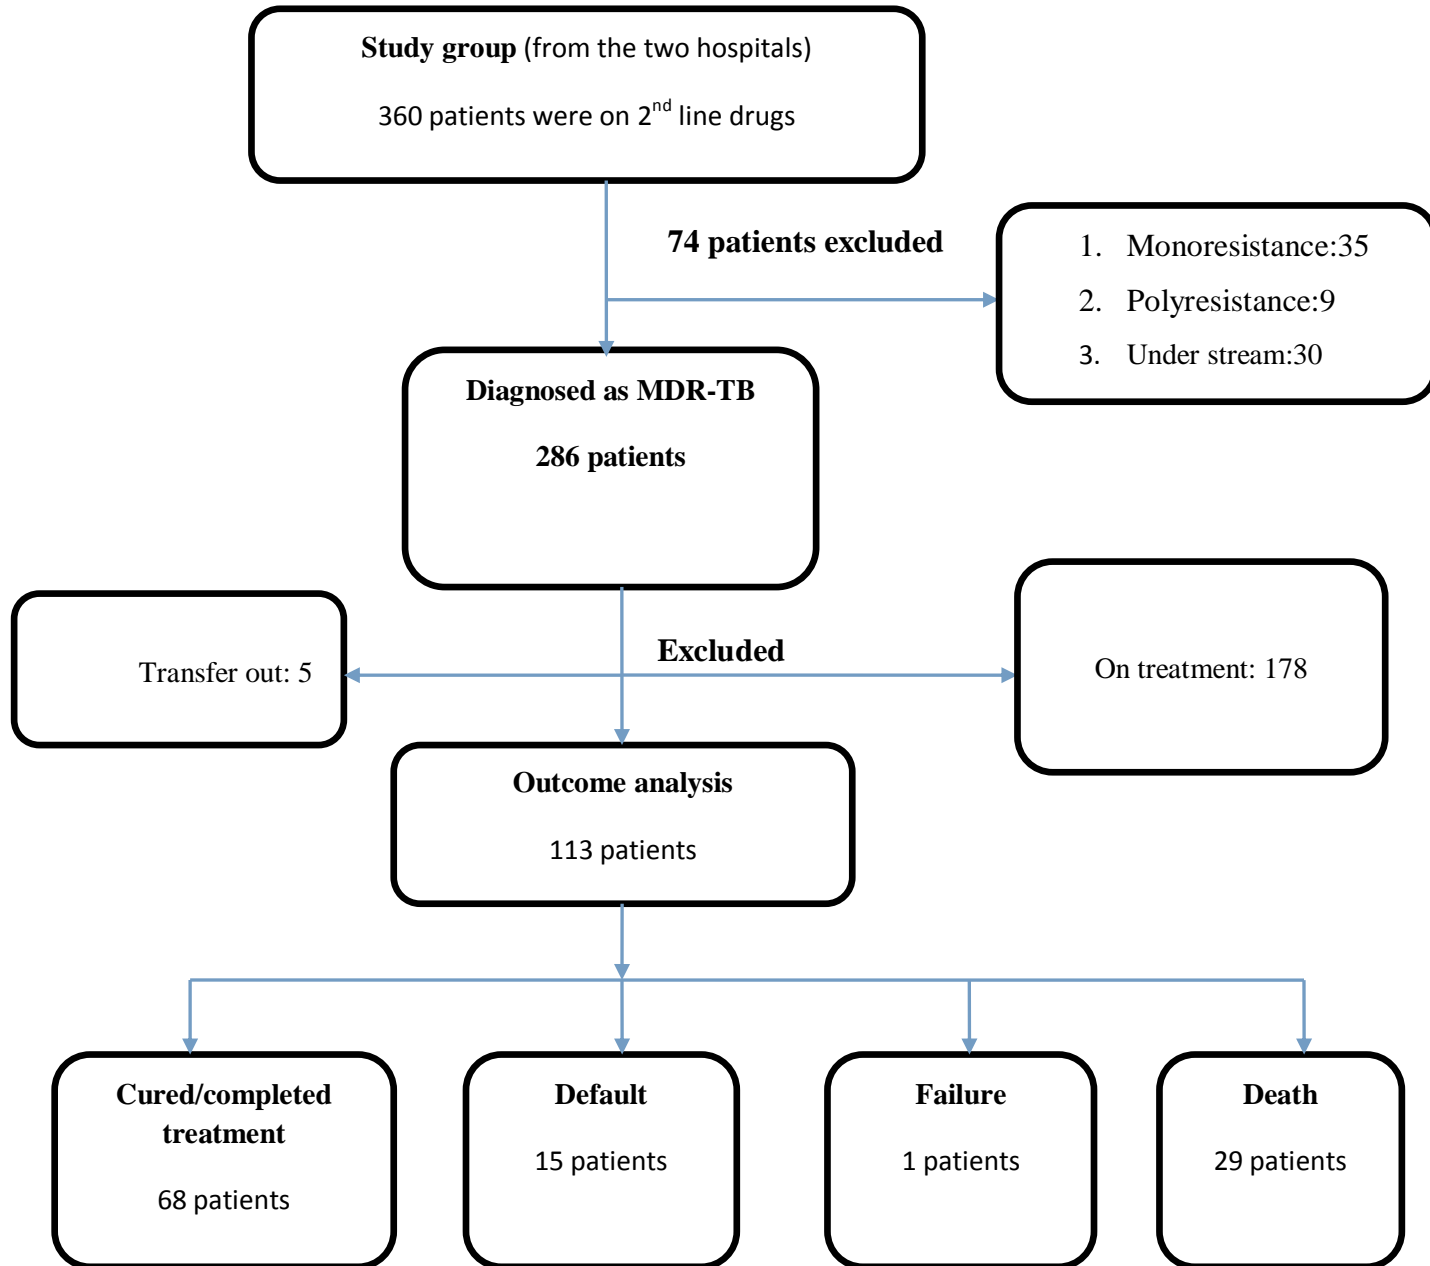 Study group (from the two hospitals)
360 patients were on 2nd line drugs
74 patients excluded
1. Monoresistance:35
2. Polyresistance:9
3. Under stream:30
Diagnosed as MDR-TB
286 patients
Transfer out: 5
Excluded
On treatment: 178
Outcome analysis
113 patients
Cured/completed
treatment
68 patients
Default
15 patients
Failure
1 patients
Death
29 patients